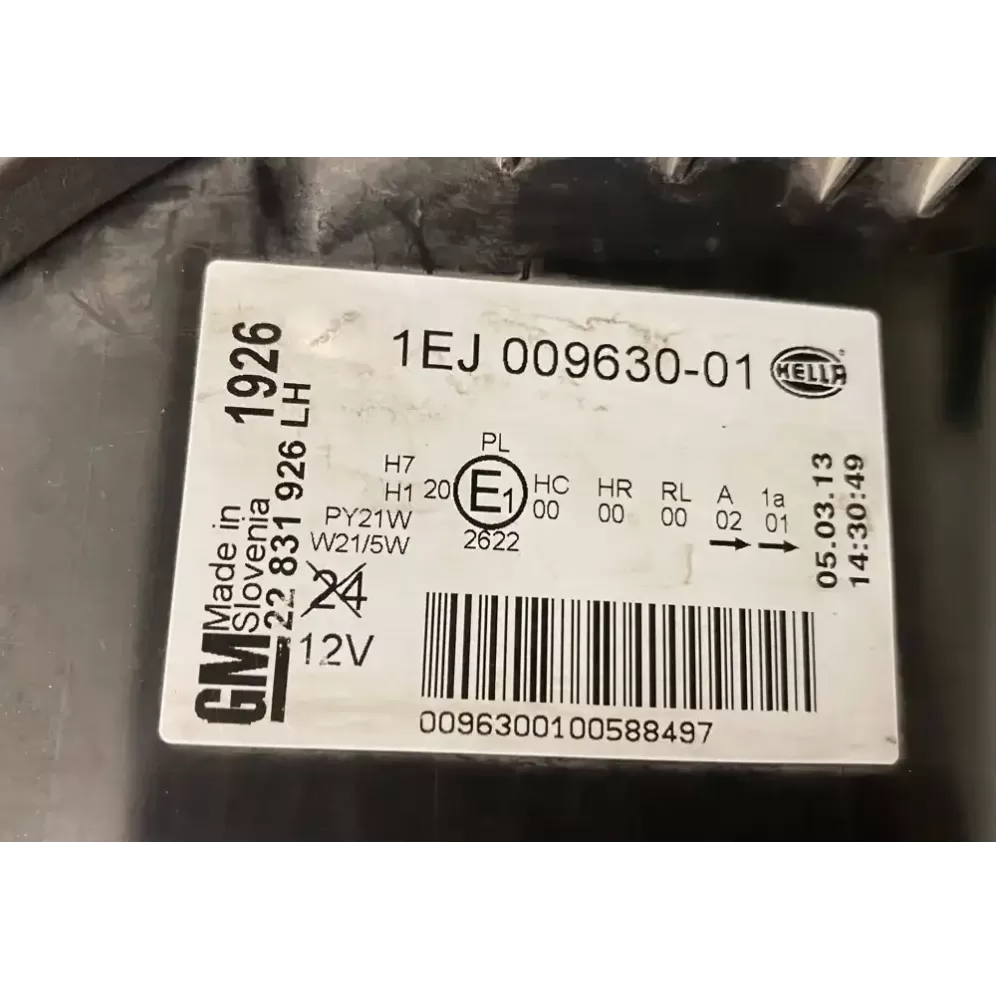 1EJ 009630-01 HELLA
1926
22 831 926 LH
Made in
Slovenia
GM
PL
H7
H1 20 E1 HC HR RL A 1a
PY21W 00 00 00 02 01
W21/5W 2622
24
12V
05.03.13
14:30:49
0096300100588497